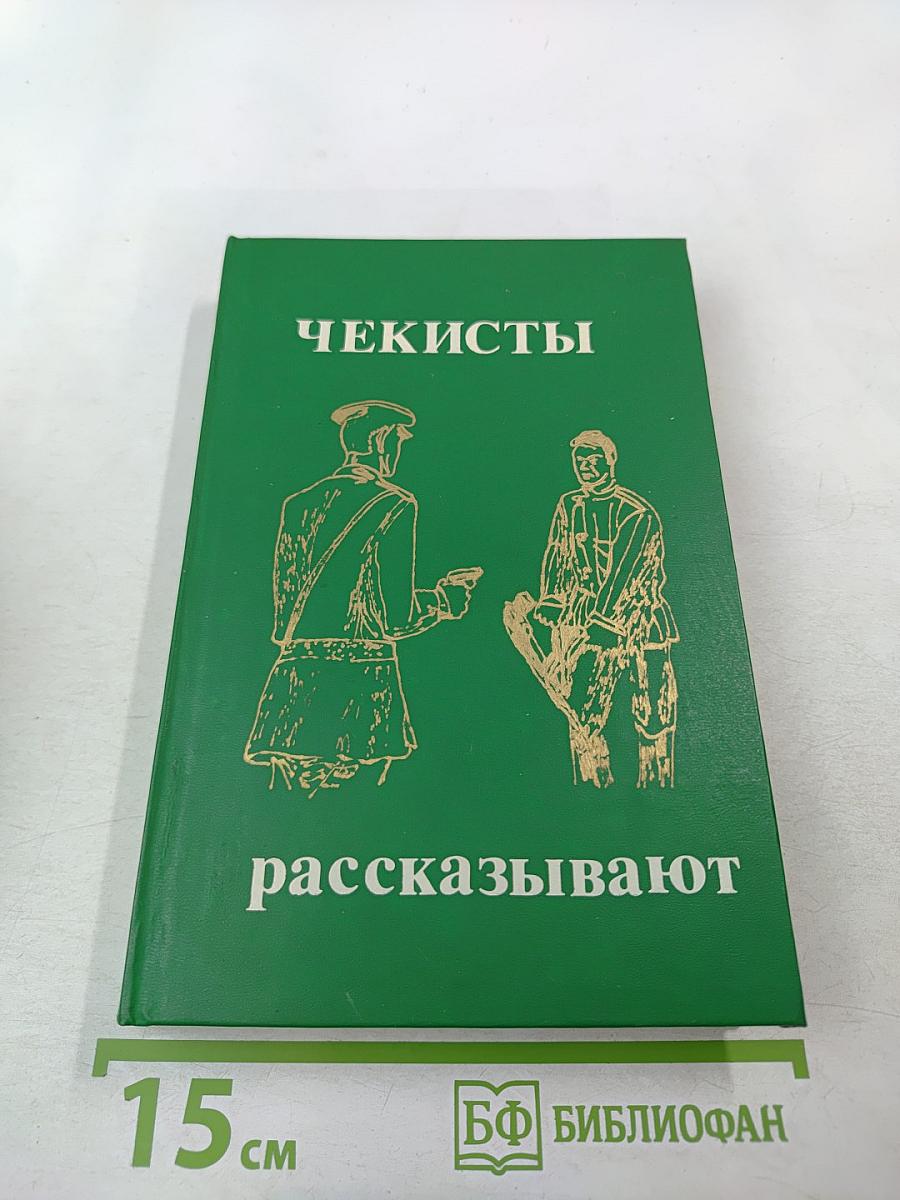 ЧЕКИСТЫ
рассказывают
15 см
БФ БИБЛИОФАН